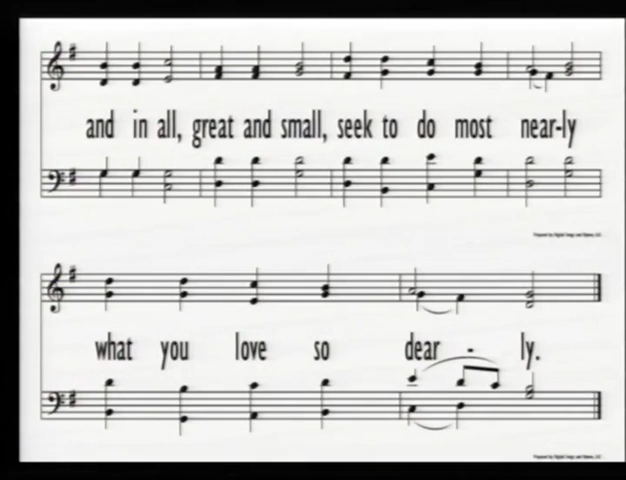 and in all, great and small, seek to do most near-ly
what you love so dear - ly.